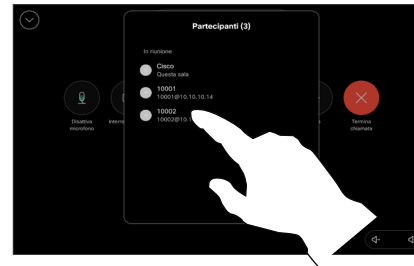 Partecipanti (3)
In riunione
Cisco
Questa sala
10001
10001@10.10.10.14
10002
10002@10.1
Disattiva
microfono
Termina
chiamata